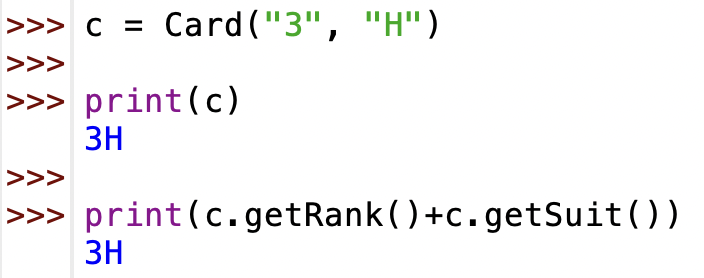 >>> c = Card("3", "H")
>>>
>>> print(c)
3H
>>>
>>> print(c.getRank()+c.getSuit())
3H